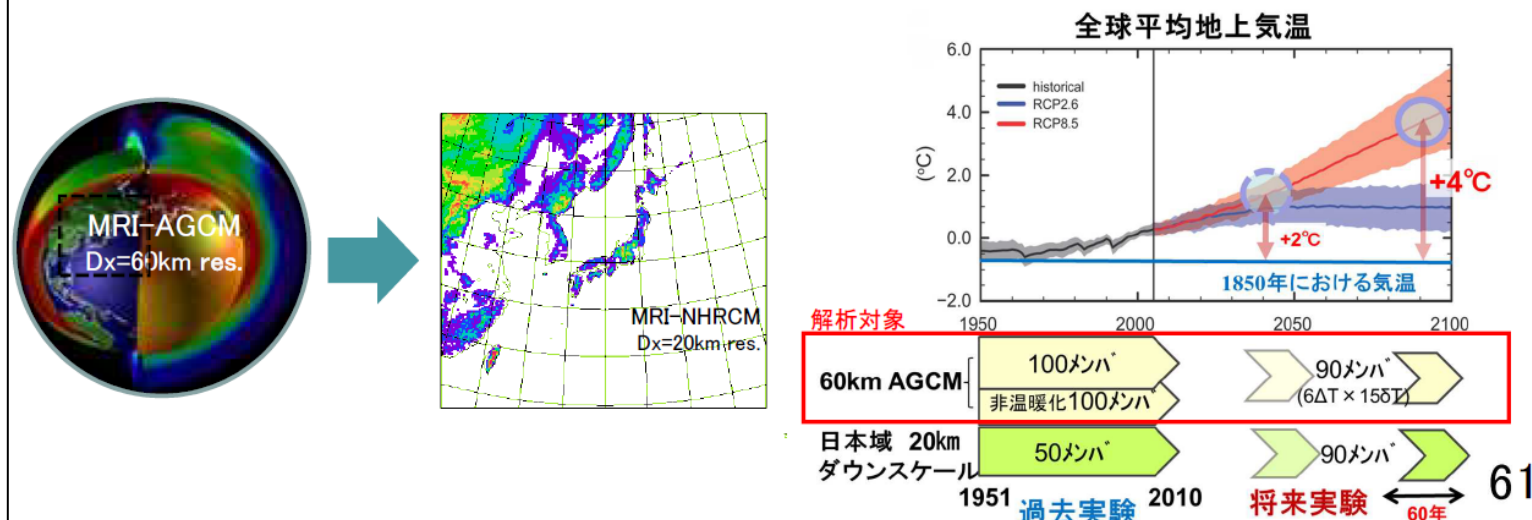 MRI-AGCM
Dx=60km res.
MRI-NHRCM
Dx=20km res.
全球平均地上気温
6.0
4.0
2.0
0.0
−2.0
(°C)
historical
RCP2.6
RCP8.5
+2℃
+4℃
1850年における気温
1950
2000
2050
2100
解析対象
60km AGCM
100メンバ
非温暖化100メンバ
90メンバ
(6ΔT×15δT)
日本域 20km
ダウンスケール
50メンバ
90メンバ
1951
過去実験
2010
将来実験
60年
61